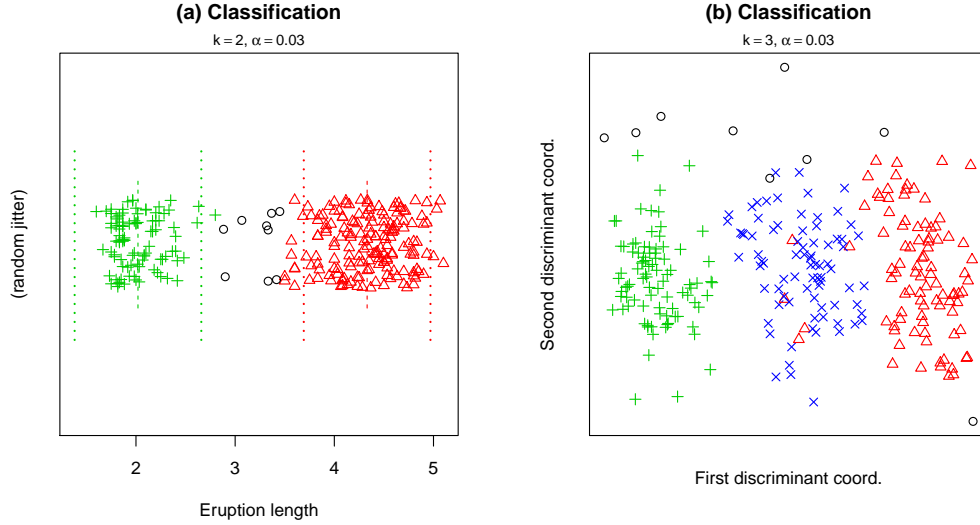 (a) Classification
k = 2, α = 0.03
(random jitter)
2 3 4 5
Eruption length
(b) Classification
k = 3, α = 0.03
Second discriminant coord.
First discriminant coord.